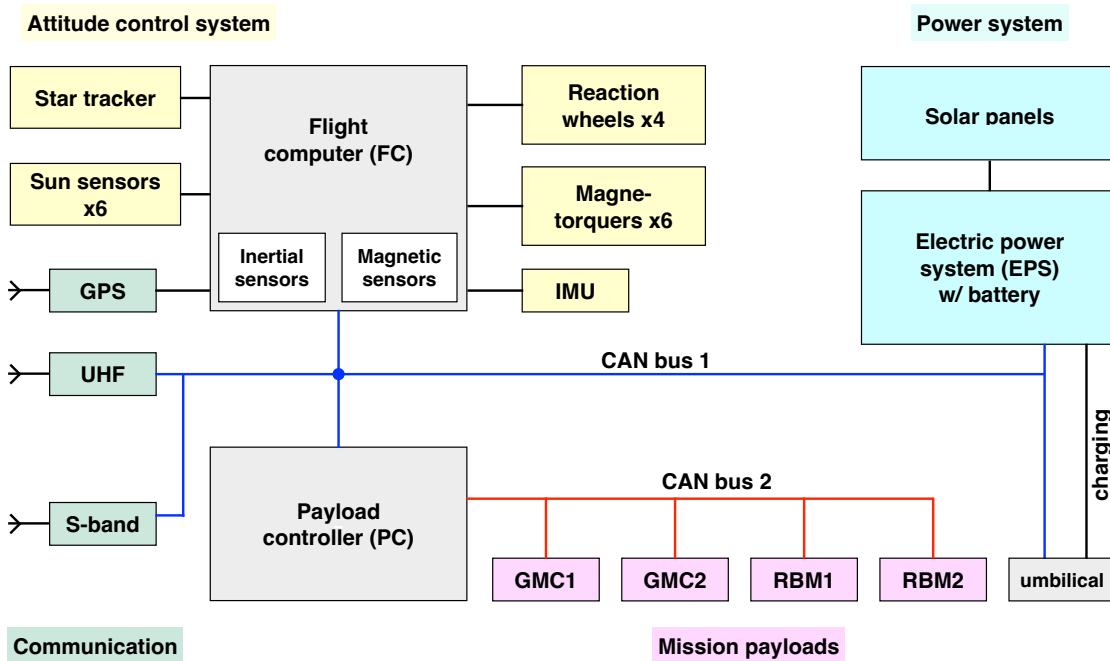 Attitude control system
Power system
Star tracker
Flight
computer (FC)
Reaction
wheels x4
Solar panels
Sun sensors
x6
Magne-
torquers x6
Inertial
sensors
Magnetic
sensors
Electric power
system (EPS)
w/ battery
GPS
IMU
UHF
CAN bus 1
charging
S-band
Payload
controller (PC)
CAN bus 2
GMC1
GMC2
RBM1
RBM2
umbilical
Communication
Mission payloads